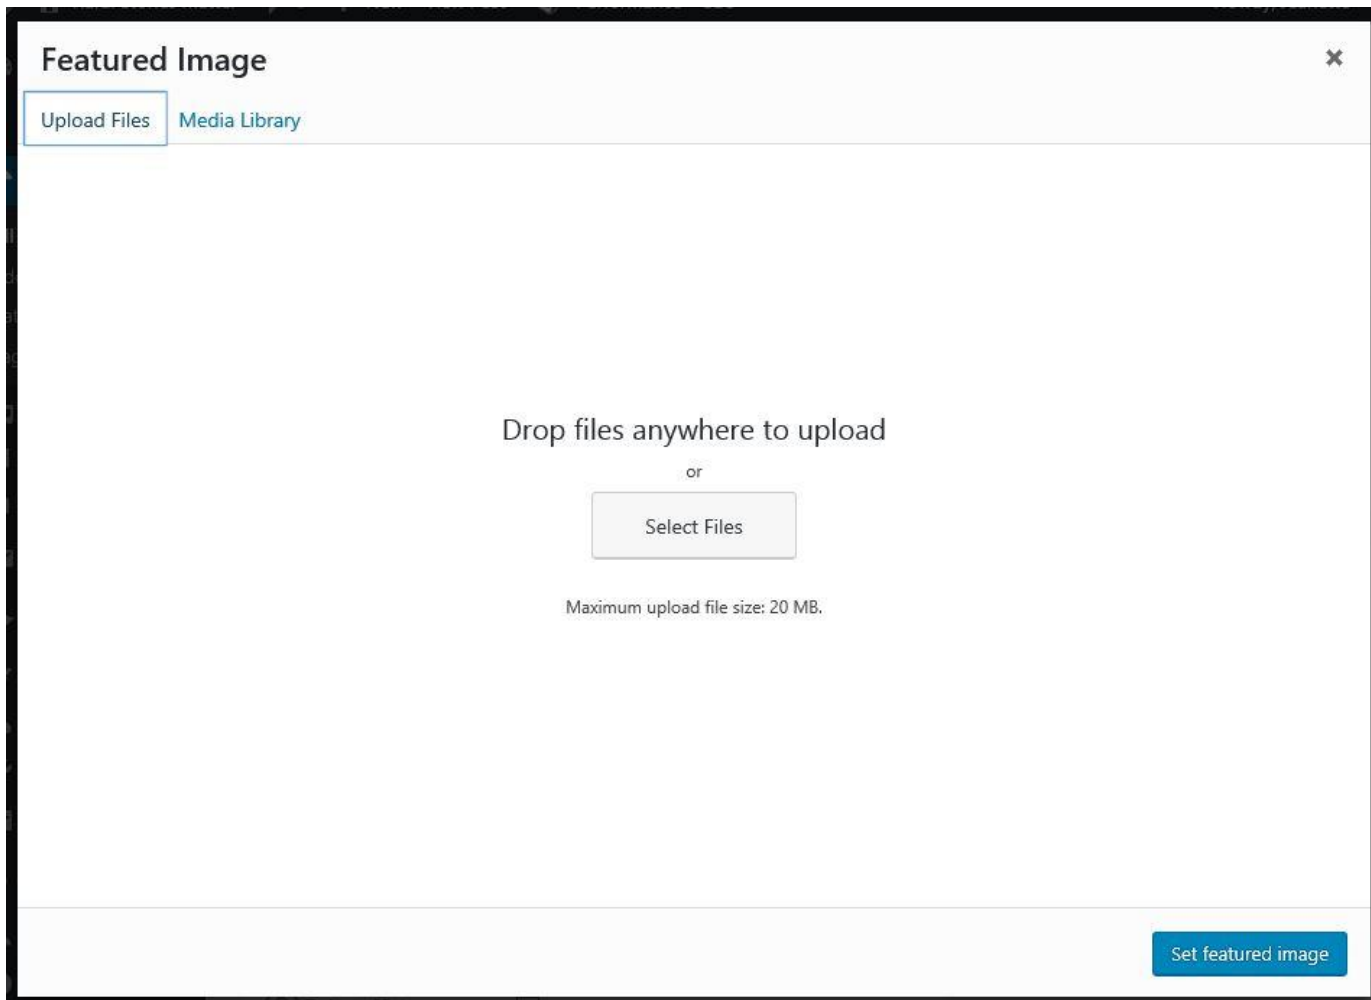 Featured Image
Upload Files Media Library
Drop files anywhere to upload
or
Select Files
Maximum upload file size: 20 MB.
Set featured image